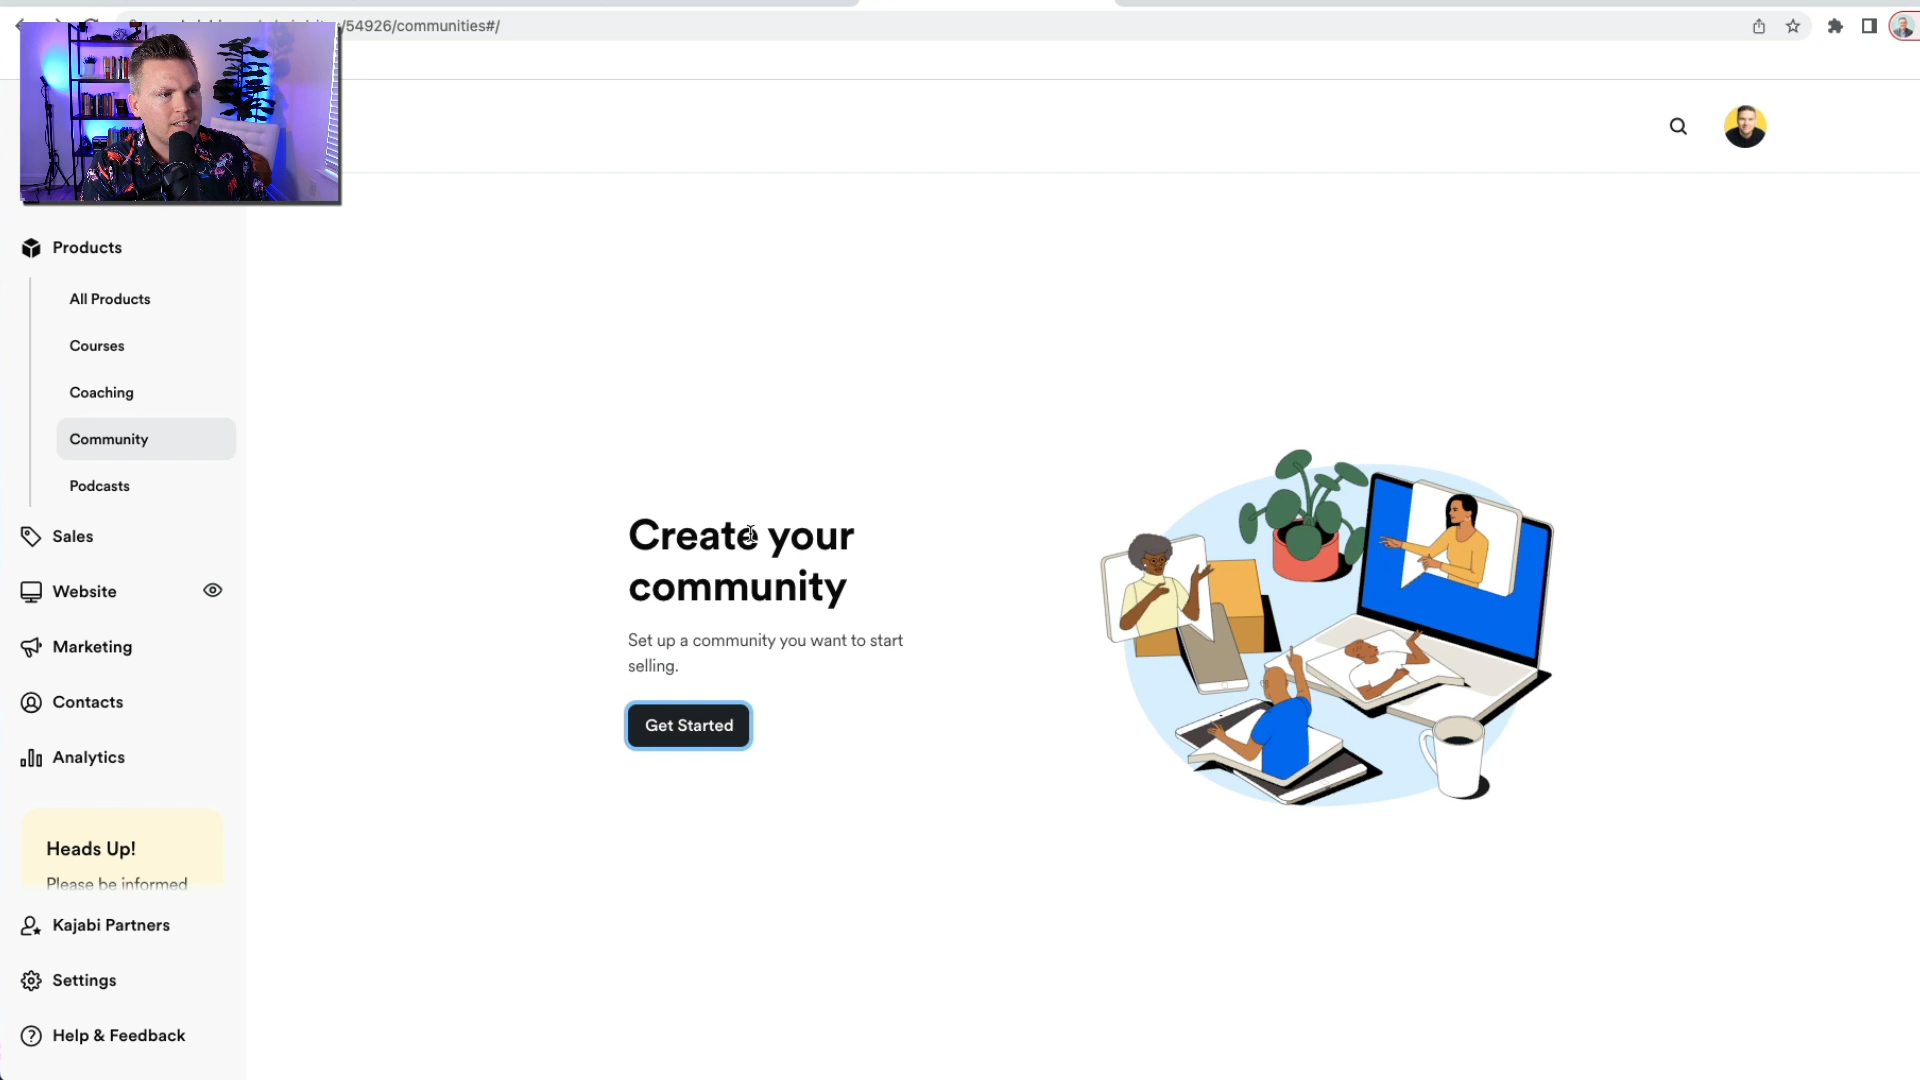 /54926/communities#/
Products
All Products
Courses
Coaching
Community
Podcasts
Sales
Website
Marketing
Contacts
Analytics
Heads Up!
Please be informed
Kajabi Partners
Settings
Help & Feedback
Create your
community
Set up a community you want to start
selling.
Get Started